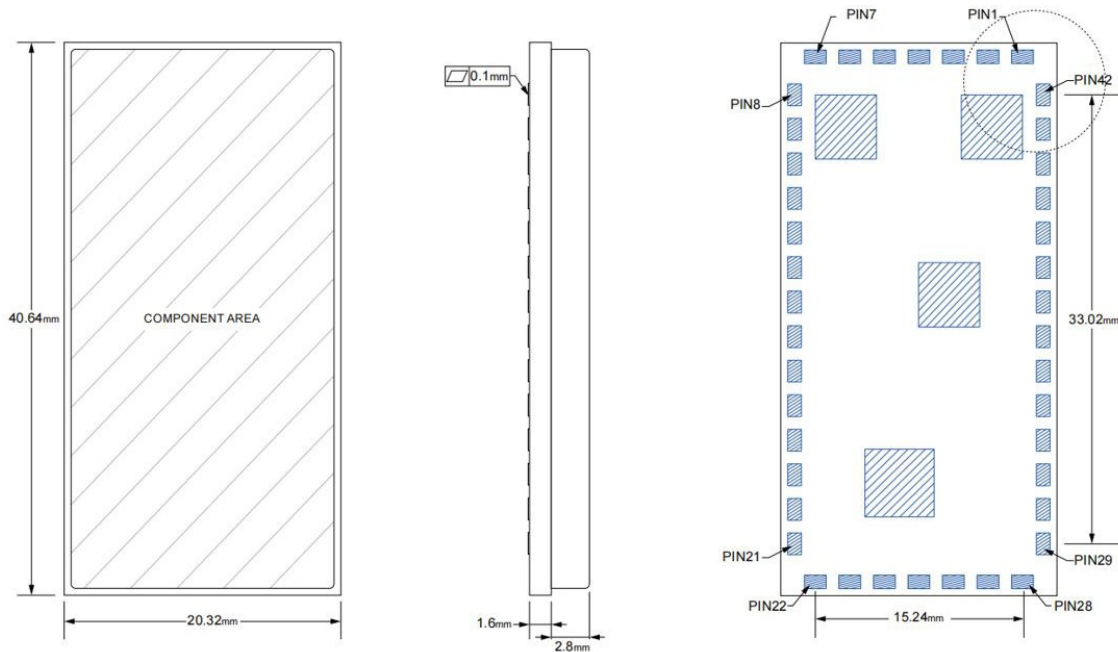 PIN7
PIN1
0.1mm
PIN42
PIN8
40.64mm
COMPONENT AREA
33.02mm
PIN21
PIN29
PIN22
PIN28
20.32mm
1.6mm
15.24mm
2.8mm